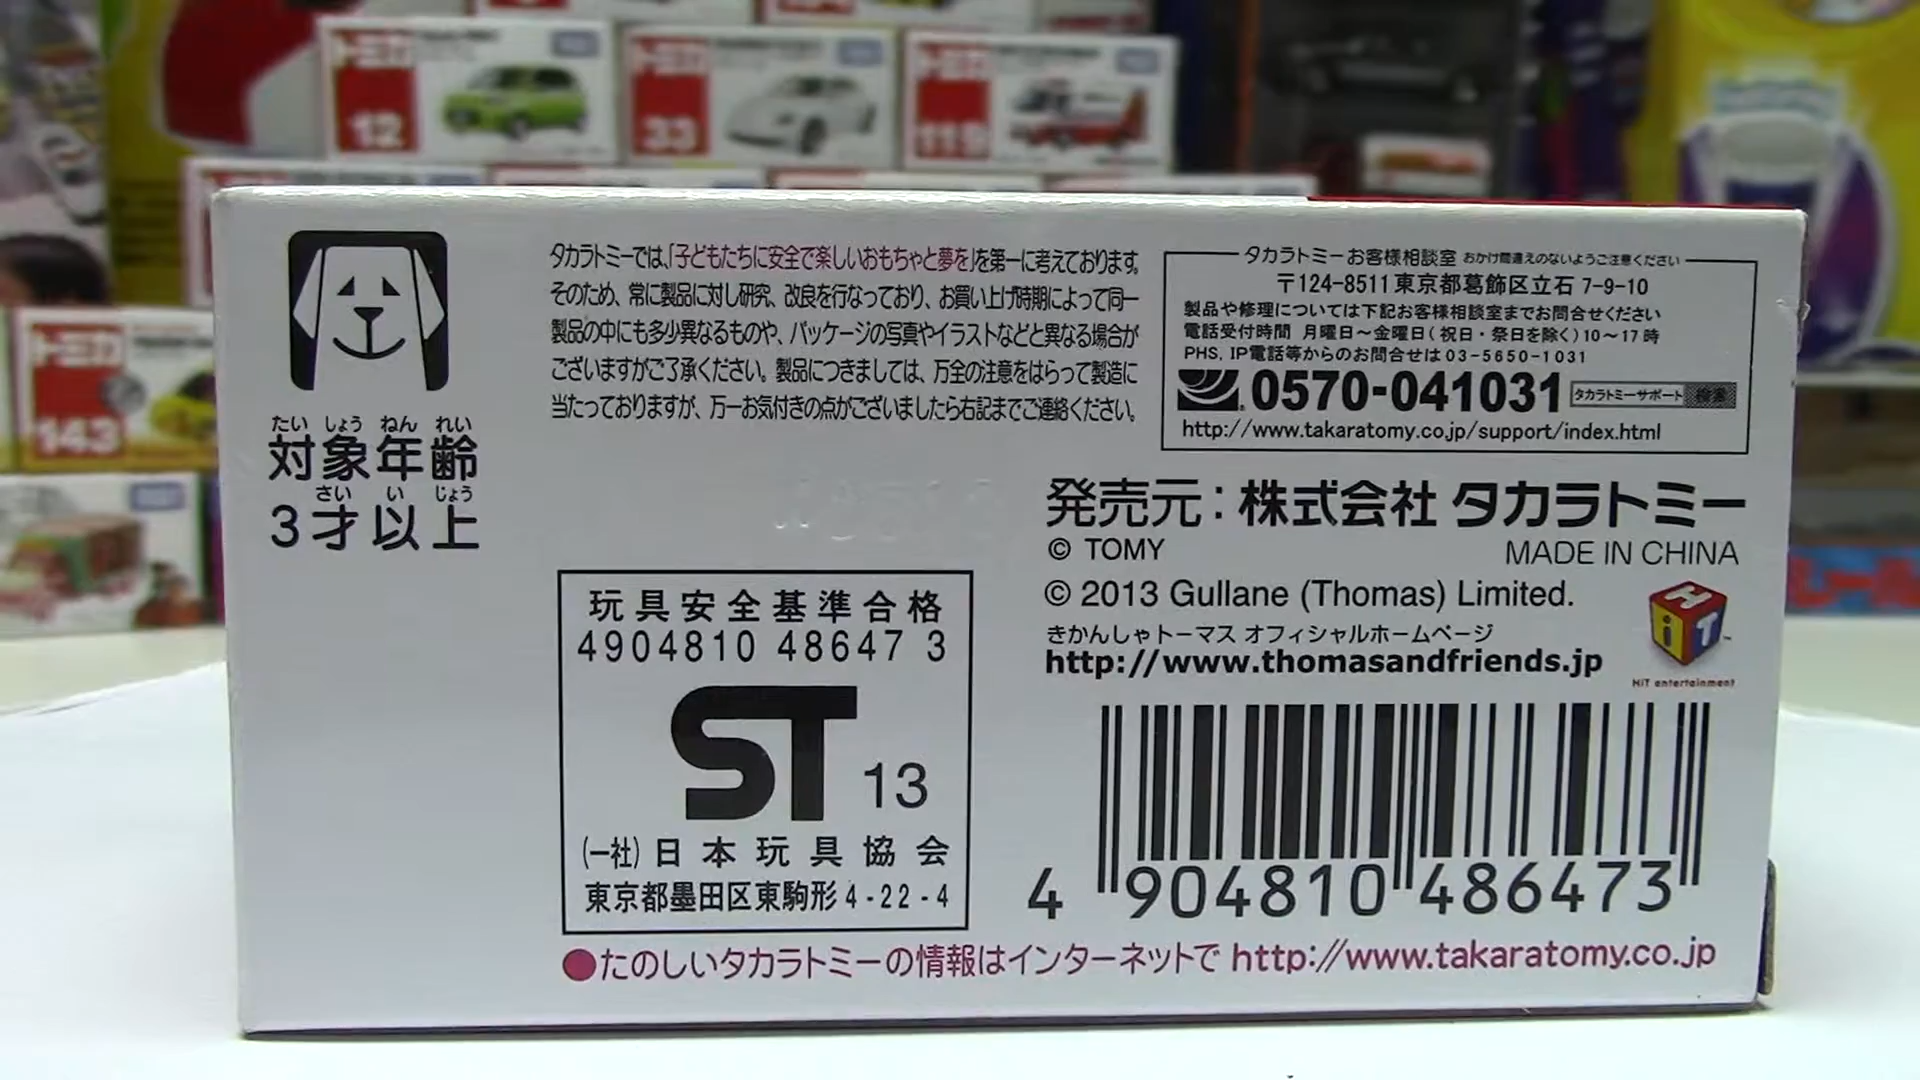 トミカ
12
トミカ
33
トミカ
119
トミカ
143
たい しょう ねん れい
対象年齢
さい い じょう
3才以上
タカラトミーでは、「子どもたちに安全で楽しいおもちゃと夢を」を第一に考えております。
そのため、常に製品に対し研究、改良を行なっており、お買い上げ時期によって同一
製品の中にも多少異なるものや、パッケージの写真やイラストなどと異なる場合が
ございますがご了承ください。製品につきましては、万全の注意をはらって製造に
当たっておりますが、万一お気付きの点がございましたら右記までご連絡ください。
タカラトミーお客様相談室 おかけ間違えのないようご注意ください
〒124-8511 東京都葛飾区立石 7-9-10
製品や修理については下記お客様相談室までお問合せください
電話受付時間 月曜日〜金曜日(祝日・祭日を除く)10〜17時
PHS, IP電話等からのお問合せは 03-5650-1031
0570-041031 タカラトミーサポート 検索
http://www.takaratomy.co.jp/support/index.html
発売元:株式会社 タカラトミー
© TOMY MADE IN CHINA
© 2013 Gullane (Thomas) Limited.
きかんしゃトーマス オフィシャルホームページ
http://www.thomasandfriends.jp
HiT
HiT entertainment
玩具安全基準合格
4904810 48647 3
ST 13
(一社)日本玩具協会
東京都墨田区東駒形 4-22-4
4 904810 486473
●たのしいタカラトミーの情報はインターネットで http://www.takaratomy.co.jp